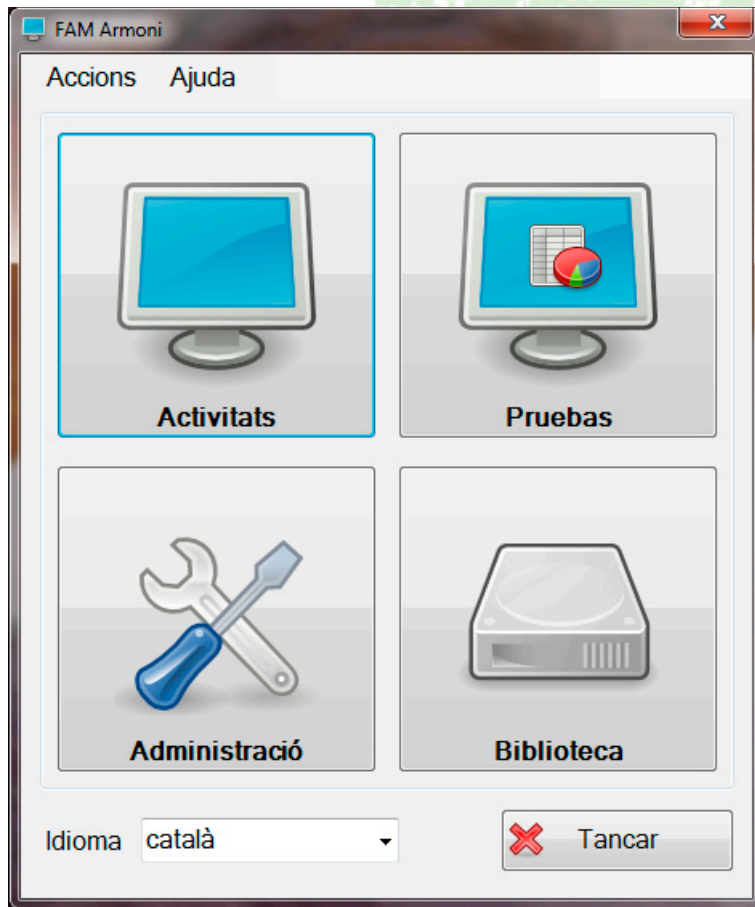 FAM Armoni
Accions Ajuda
Activitats Pruebas
Administració Biblioteca
Idioma català Tancar